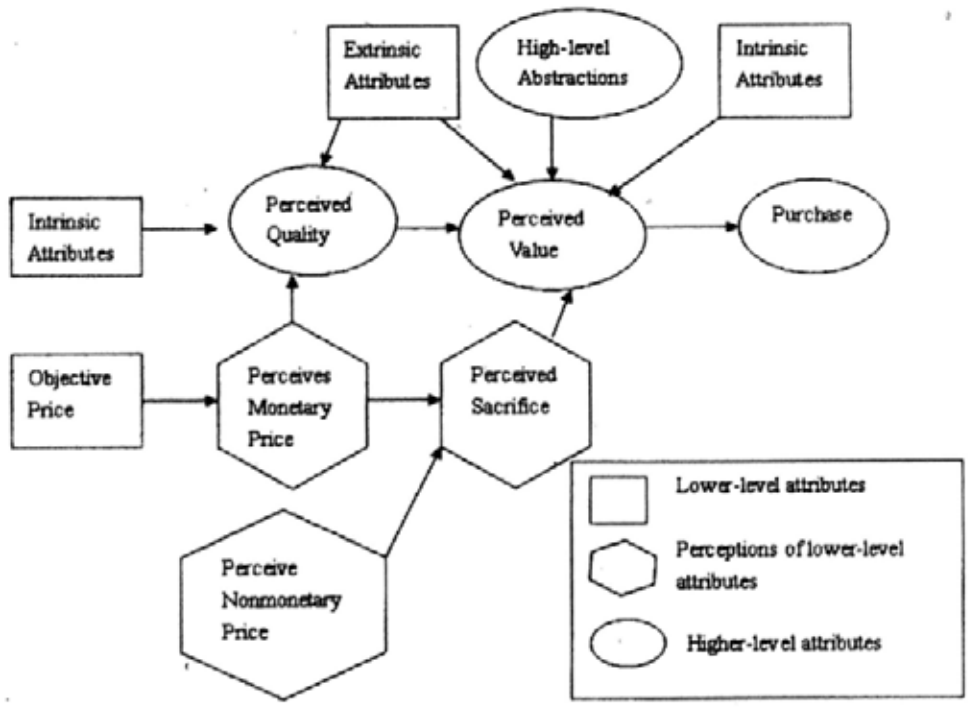 Extrinsic
Attributes
High-level
Abstractions
Intrinsic
Attributes
Intrinsic
Attributes
Perceived
Quality
Perceived
Value
Purchase
Objective
Price
Perceives
Monetary
Price
Perceived
Sacrifice
Perceive
Nonmonetary
Price
Lower-level attributes
Perceptions of lower-level
attributes
Higher-level attributes